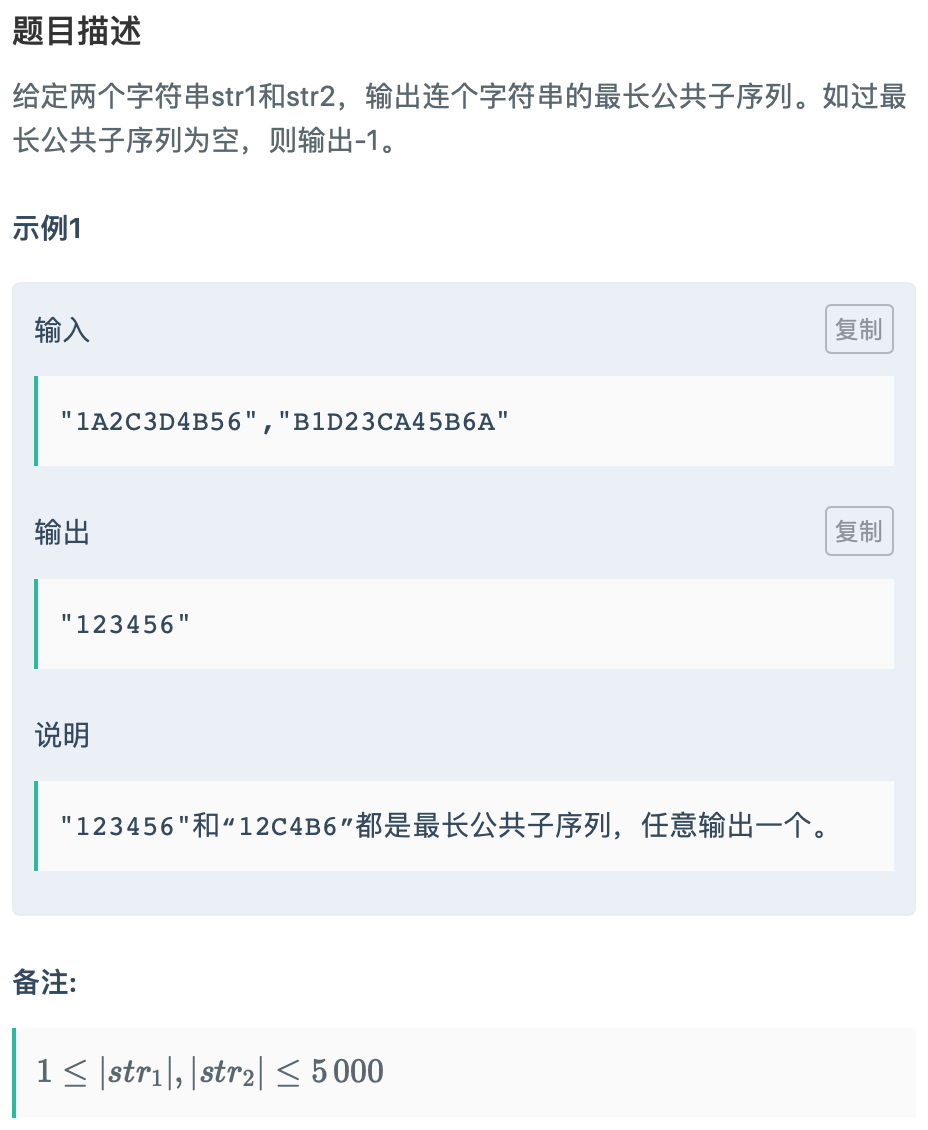 题目描述
给定两个字符串str1和str2，输出连个字符串的最长公共子序列。如过最
长公共子序列为空，则输出-1。
示例1
输入
复制
"1A2C3D4B56","B1D23CA45B6A"
输出
复制
"123456"
说明
"123456"和“12C4B6”都是最长公共子序列，任意输出一个。
备注:
1 ≤ |str₁|, |str₂| ≤ 5 000